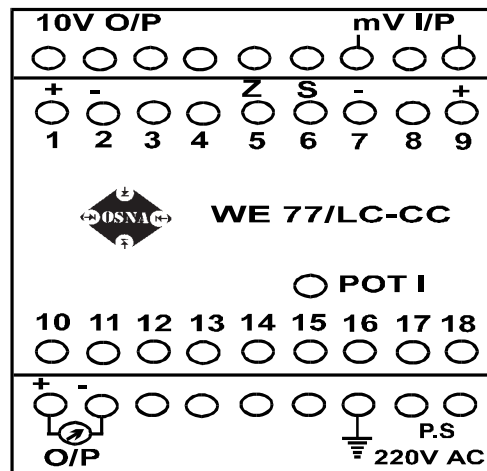 10V O/P mV I/P
+ - Z S - +
1 2 3 4 5 6 7 8 9
OSNA WE 77/LC-CC
POT I
10 11 12 13 14 15 16 17 18
+ - P.S
O/P 220V AC